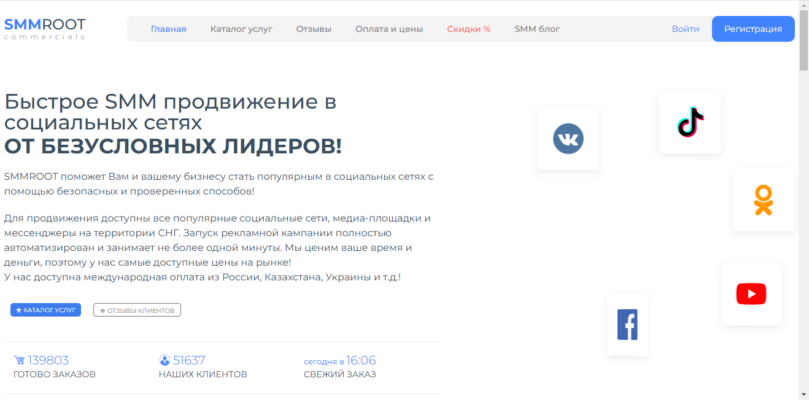 SMMROOT
commercials
Главная Каталог услуг Отзывы Оплата и цены Скидки % SMM блог Войти Регистрация
Быстрое SMM продвижение в
социальных сетях
ОТ БЕЗУСЛОВНЫХ ЛИДЕРОВ!
SMMROOT поможет Вам и вашему бизнесу стать популярным в социальных сетях с
помощью безопасных и проверенных способов!
Для продвижения доступны все популярные социальные сети, медиа-площадки и
мессенджеры на территории СНГ. Запуск рекламной кампании полностью
автоматизирован и занимает не более одной минуты. Мы ценим ваше время и
деньги, поэтому у нас самые доступные цены на рынке!
У нас доступна международная оплата из России, Казахстана, Украины и т.д.!
★ КАТАЛОГ УСЛУГ ★ ОТЗЫВЫ КЛИЕНТОВ
139803 51637 сегодня в 16:06
ГОТОВО ЗАКАЗОВ НАШИХ КЛИЕНТОВ СВЕЖИЙ ЗАКАЗ